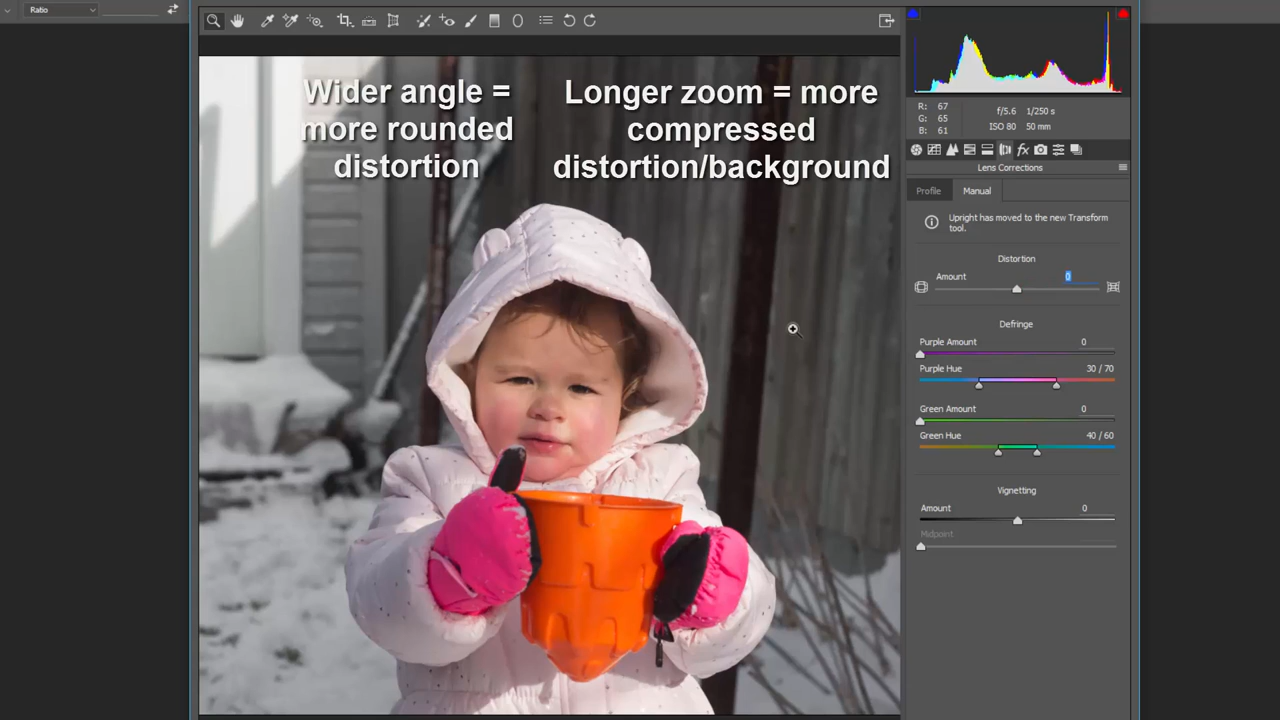 Ratio
Wider angle =
more rounded
distortion
Longer zoom = more
compressed
distortion/background
R: 67
G: 65
B: 61
f/5.6 1/250 s
ISO 80 50 mm
fx
Lens Corrections
Profile Manual
Upright has moved to the new Transform
tool.
Distortion
Amount 0
Defringe
Purple Amount 0
Purple Hue 30 / 70
Green Amount 0
Green Hue 40 / 60
Vignetting
Amount 0
Midpoint